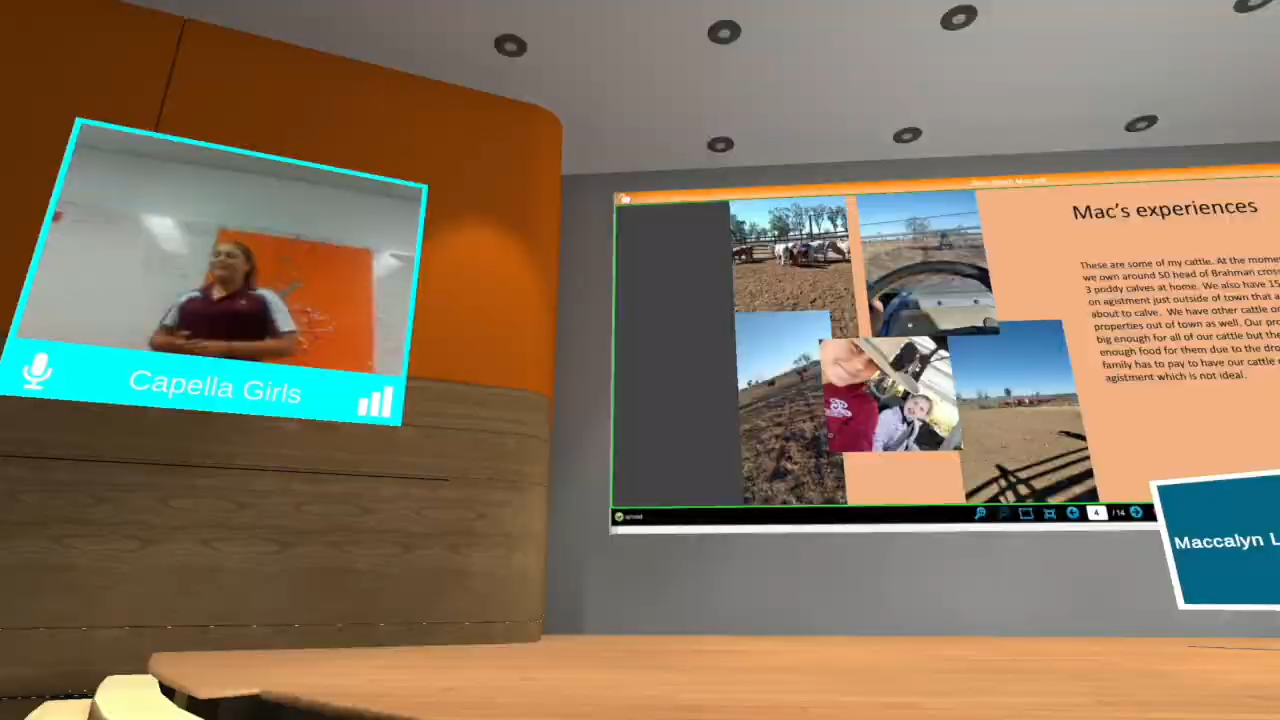 Mac's experiences
These are some of my cattle. At the mome
we own around 50 head of Brahman cross
3 poddy calves at home. We also have 15
on agistment just outside of town that a
about to calve. We have other cattle o
properties out of town as well. Our pro
big enough for all of our cattle but the
enough food for them due to the dro
family has to pay to have our cattle
agistment which is not ideal.
Capella Girls
4 / 14
Maccalyn L